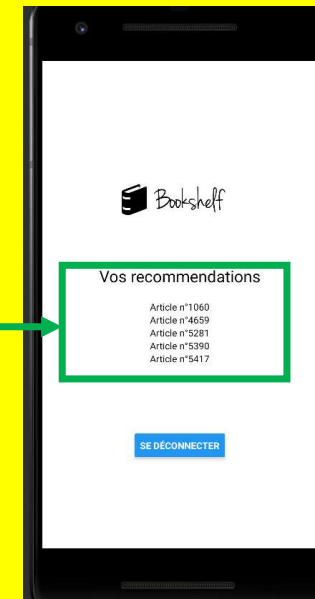 Bookshelf
Vos recommendations
Article n°1060
Article n°4659
Article n°5281
Article n°5390
Article n°5417
SE DÉCONNECTER